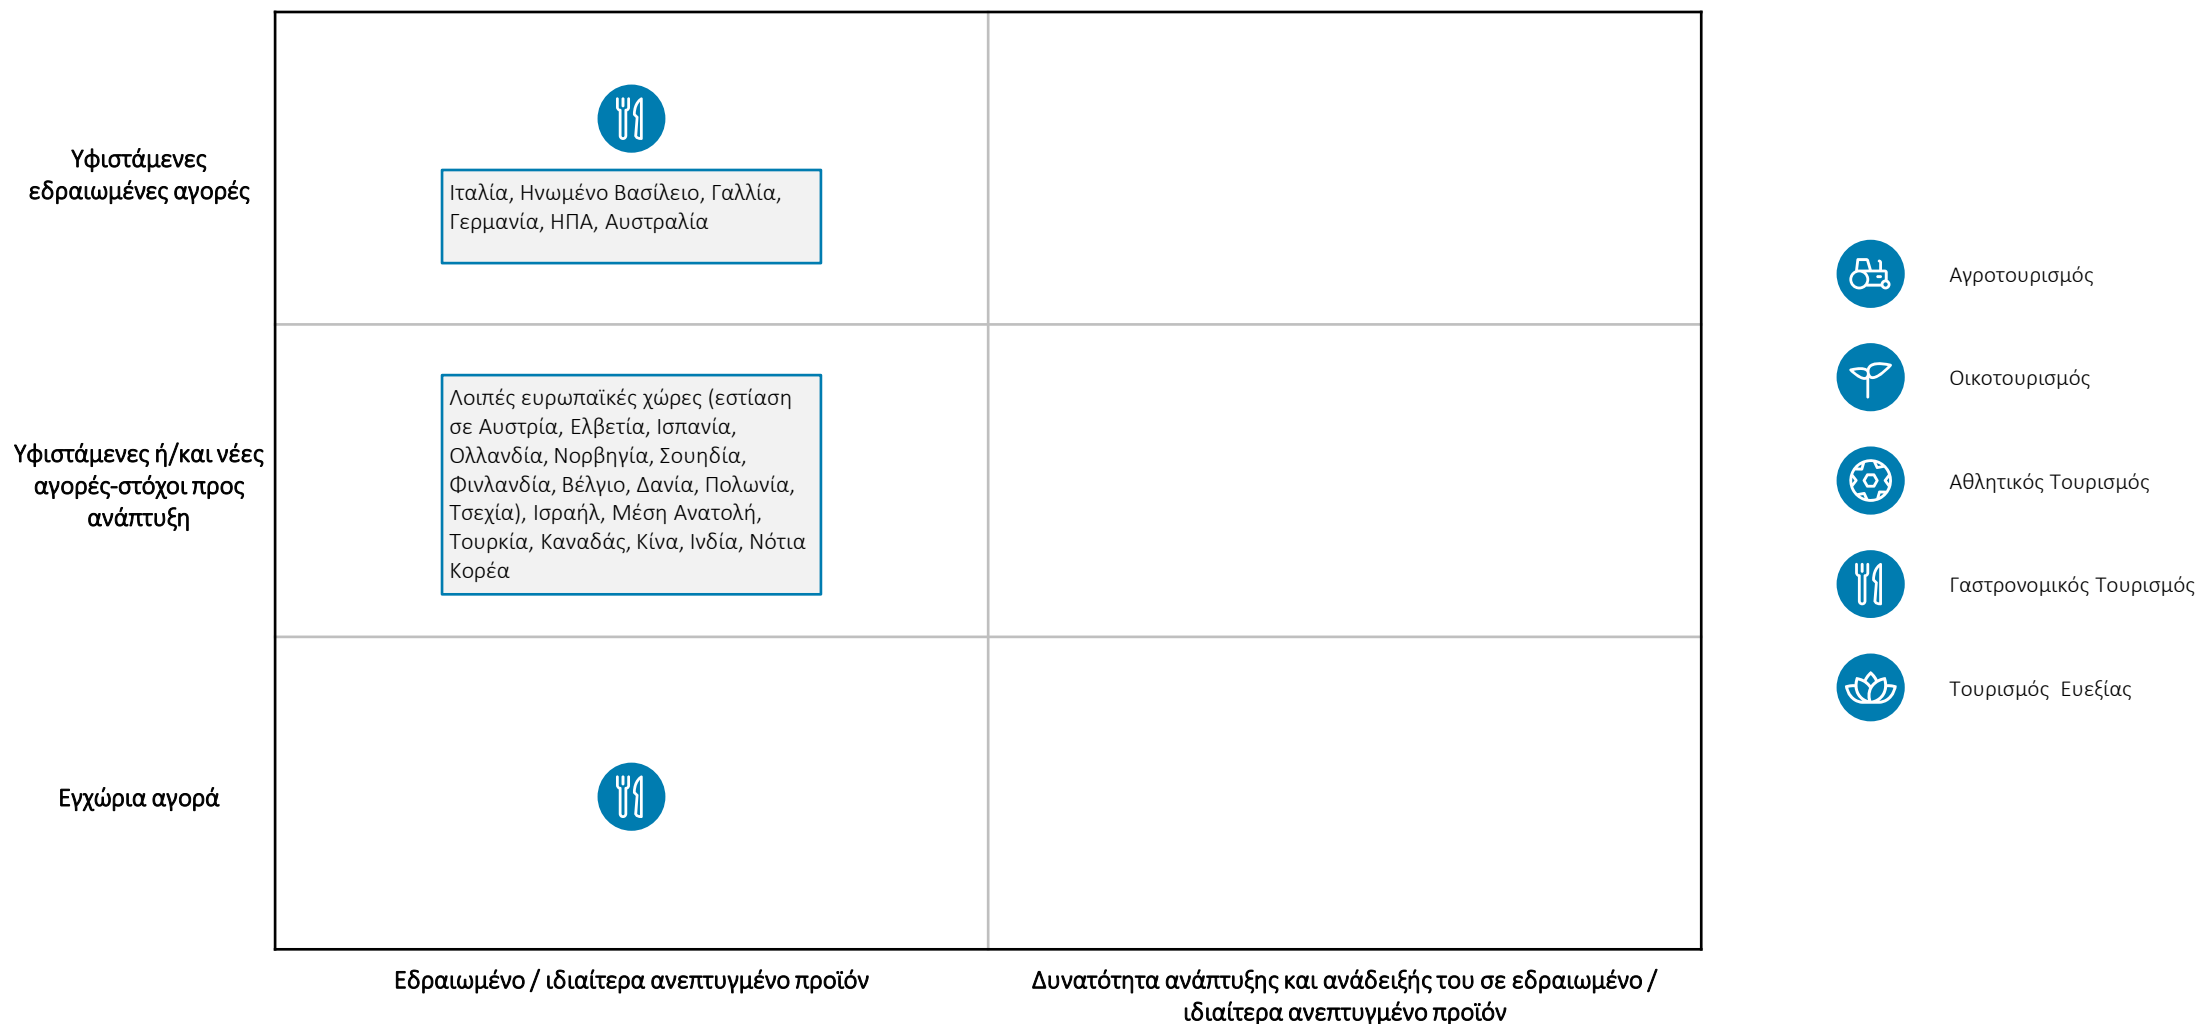 Υφιστάμενες
εδραιωμένες αγορές
Ιταλία, Ηνωμένο Βασίλειο, Γαλλία,
Γερμανία, ΗΠΑ, Αυστραλία
Υφιστάμενες ή/και νέες
αγορές-στόχοι προς
ανάπτυξη
Λοιπές ευρωπαϊκές χώρες (εστίαση
σε Αυστρία, Ελβετία, Ισπανία,
Ολλανδία, Νορβηγία, Σουηδία,
Φινλανδία, Βέλγιο, Δανία, Πολωνία,
Τσεχία), Ισραήλ, Μέση Ανατολή,
Τουρκία, Καναδάς, Κίνα, Ινδία, Νότια
Κορέα
Εγχώρια αγορά
Εδραιωμένο / ιδιαίτερα ανεπτυγμένο προϊόν
Δυνατότητα ανάπτυξης και ανάδειξής του σε εδραιωμένο /
ιδιαίτερα ανεπτυγμένο προϊόν
Αγροτουρισμός
Οικοτουρισμός
Αθλητικός Τουρισμός
Γαστρονομικός Τουρισμός
Τουρισμός Ευεξίας